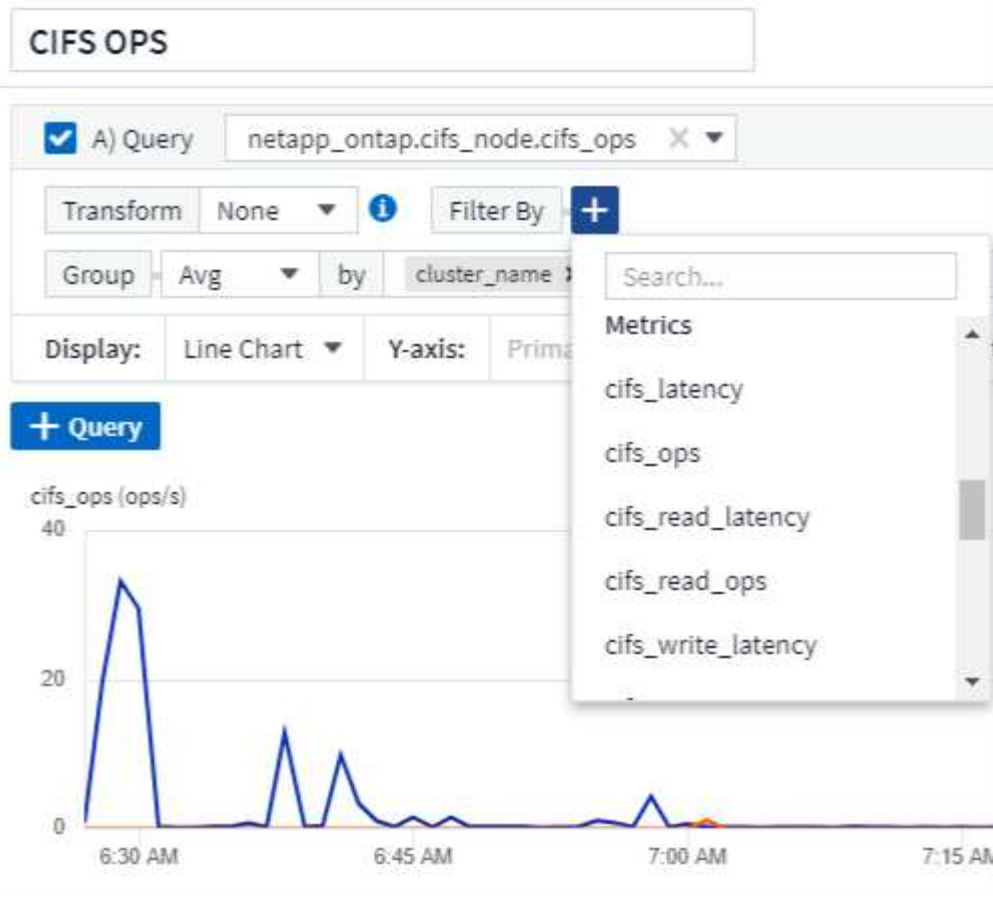 CIFS OPS
A) Query netapp_ontap.cifs_node.cifs_ops
Transform None Filter By
Group Avg by cluster_name
Search...
Metrics
Display: Line Chart Y-axis:
cifs_latency
+ Query
cifs_ops
cifs_ops (ops/s)
cifs_read_latency
40
cifs_read_ops
cifs_write_latency
20
0
6:30 AM 6:45 AM 7:00 AM 7:15